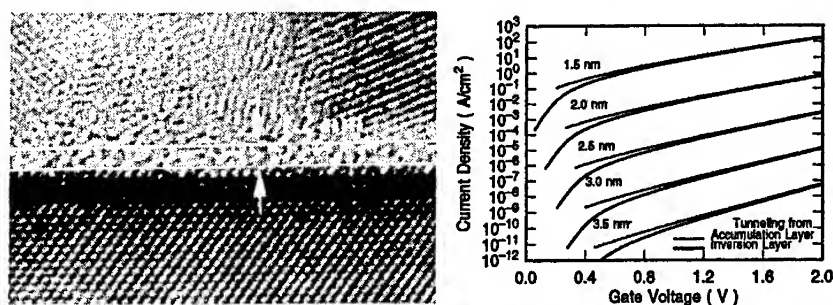 10³
10²
10¹
10⁰
10⁻¹
10⁻²
10⁻³
10⁻⁴
10⁻⁵
10⁻⁶
10⁻⁷
10⁻⁸
10⁻⁹
10⁻¹⁰
10⁻¹¹
10⁻¹²
Current Density ( A/cm² )
1.5 nm
2.0 nm
2.5 nm
3.0 nm
3.5 nm
Tunneling from
Accumulation Layer
Inversion Layer
0.0 0.4 0.8 1.2 1.6 2.0
Gate Voltage ( V )